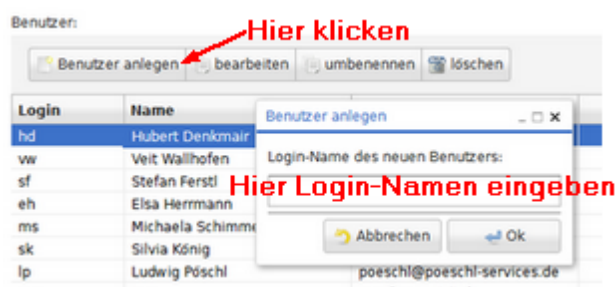 Benutzer:
Hier klicken
Benutzer anlegen bearbeiten umbenennen löschen
Login Name
Benutzer anlegen
hd Hubert Denkmair
vw Veit Wallhofen
Login-Name des neuen Benutzers:
sf Stefan Ferstl
Hier Login-Namen eingeben
eh Elsa Herrmann
ms Michaela Schimme
Abbrechen Ok
sk Silvia König
lp Ludwig Pöschl poeschl@poeschl-services.de